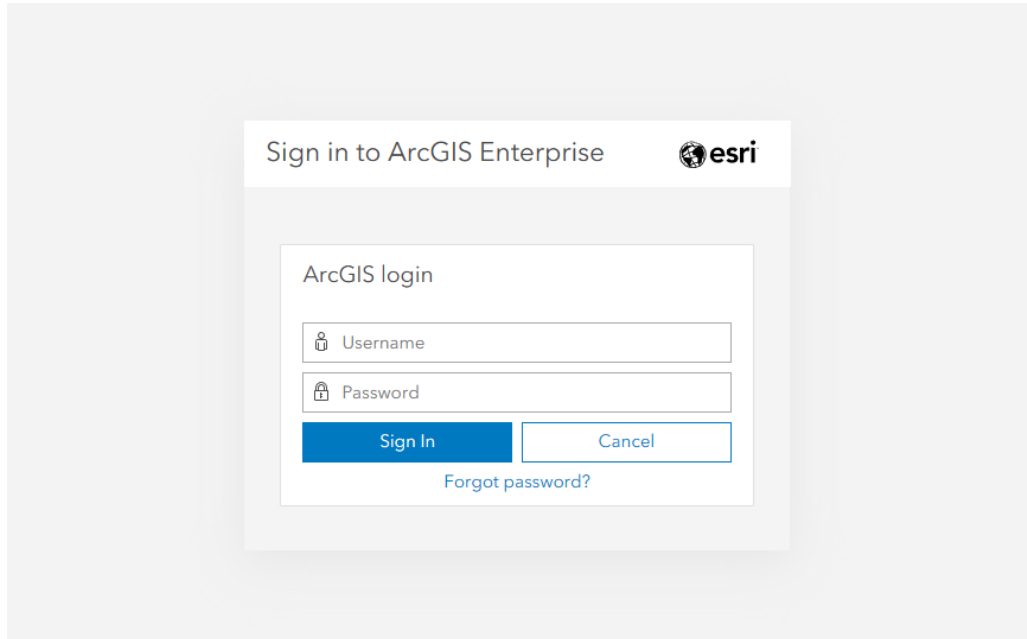 Sign in to ArcGIS Enterprise esri
ArcGIS login
Username
Password
Sign In Cancel
Forgot password?